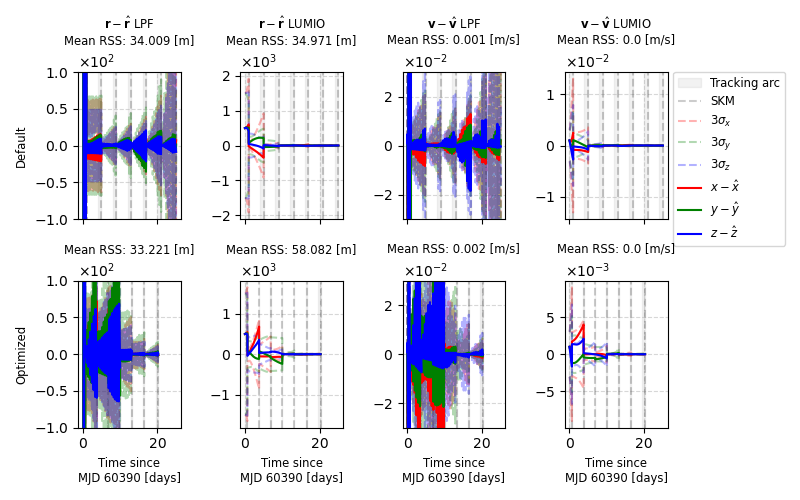 r − r̂ LPF
Mean RSS: 34.009 [m]
r − r̂ LUMIO
Mean RSS: 34.971 [m]
v − v̂ LPF
Mean RSS: 0.001 [m/s]
v − v̂ LUMIO
Mean RSS: 0.0 [m/s]
×10²
1.0
0.5
0.0
−0.5
−1.0
Default
×10³
2
1
0
−1
−2
×10⁻²
2
0
−2
×10⁻²
1
0
−1
Tracking arc
SKM
3σx
3σy
3σz
x − x̂
y − ŷ
z − ẑ
Mean RSS: 33.221 [m]
Mean RSS: 58.082 [m]
Mean RSS: 0.002 [m/s]
Mean RSS: 0.0 [m/s]
×10²
1.0
0.5
0.0
−0.5
−1.0
Optimized
0
20
Time since
MJD 60390 [days]
×10³
1
0
−1
0
20
Time since
MJD 60390 [days]
×10⁻²
2
0
−2
0
20
Time since
MJD 60390 [days]
×10⁻³
5
0
−5
0
20
Time since
MJD 60390 [days]